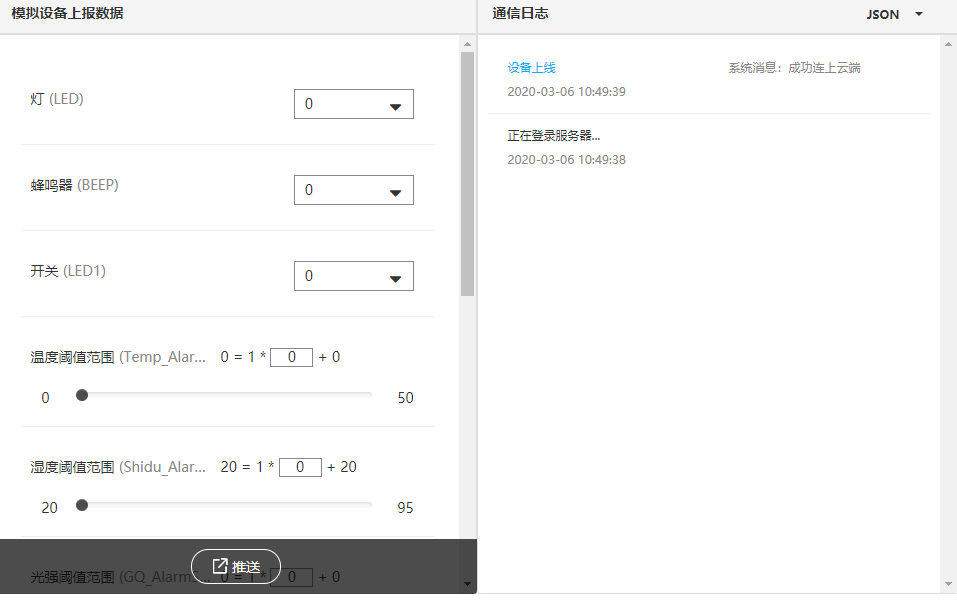 模拟设备上报数据
灯 (LED)
0
蜂鸣器 (BEEP)
0
开关 (LED1)
0
温度阈值范围 (Temp_Alar... 0 = 1 * 0 + 0
0 50
湿度阈值范围 (Shidu_Alar... 20 = 1 * 0 + 20
20 95
光强阈值范围 (GQ_AlarmS... 0 = 1 * 0 + 0
推送
通信日志
JSON
设备上线 系统消息：成功连上云端
2020-03-06 10:49:39
正在登录服务器...
2020-03-06 10:49:38